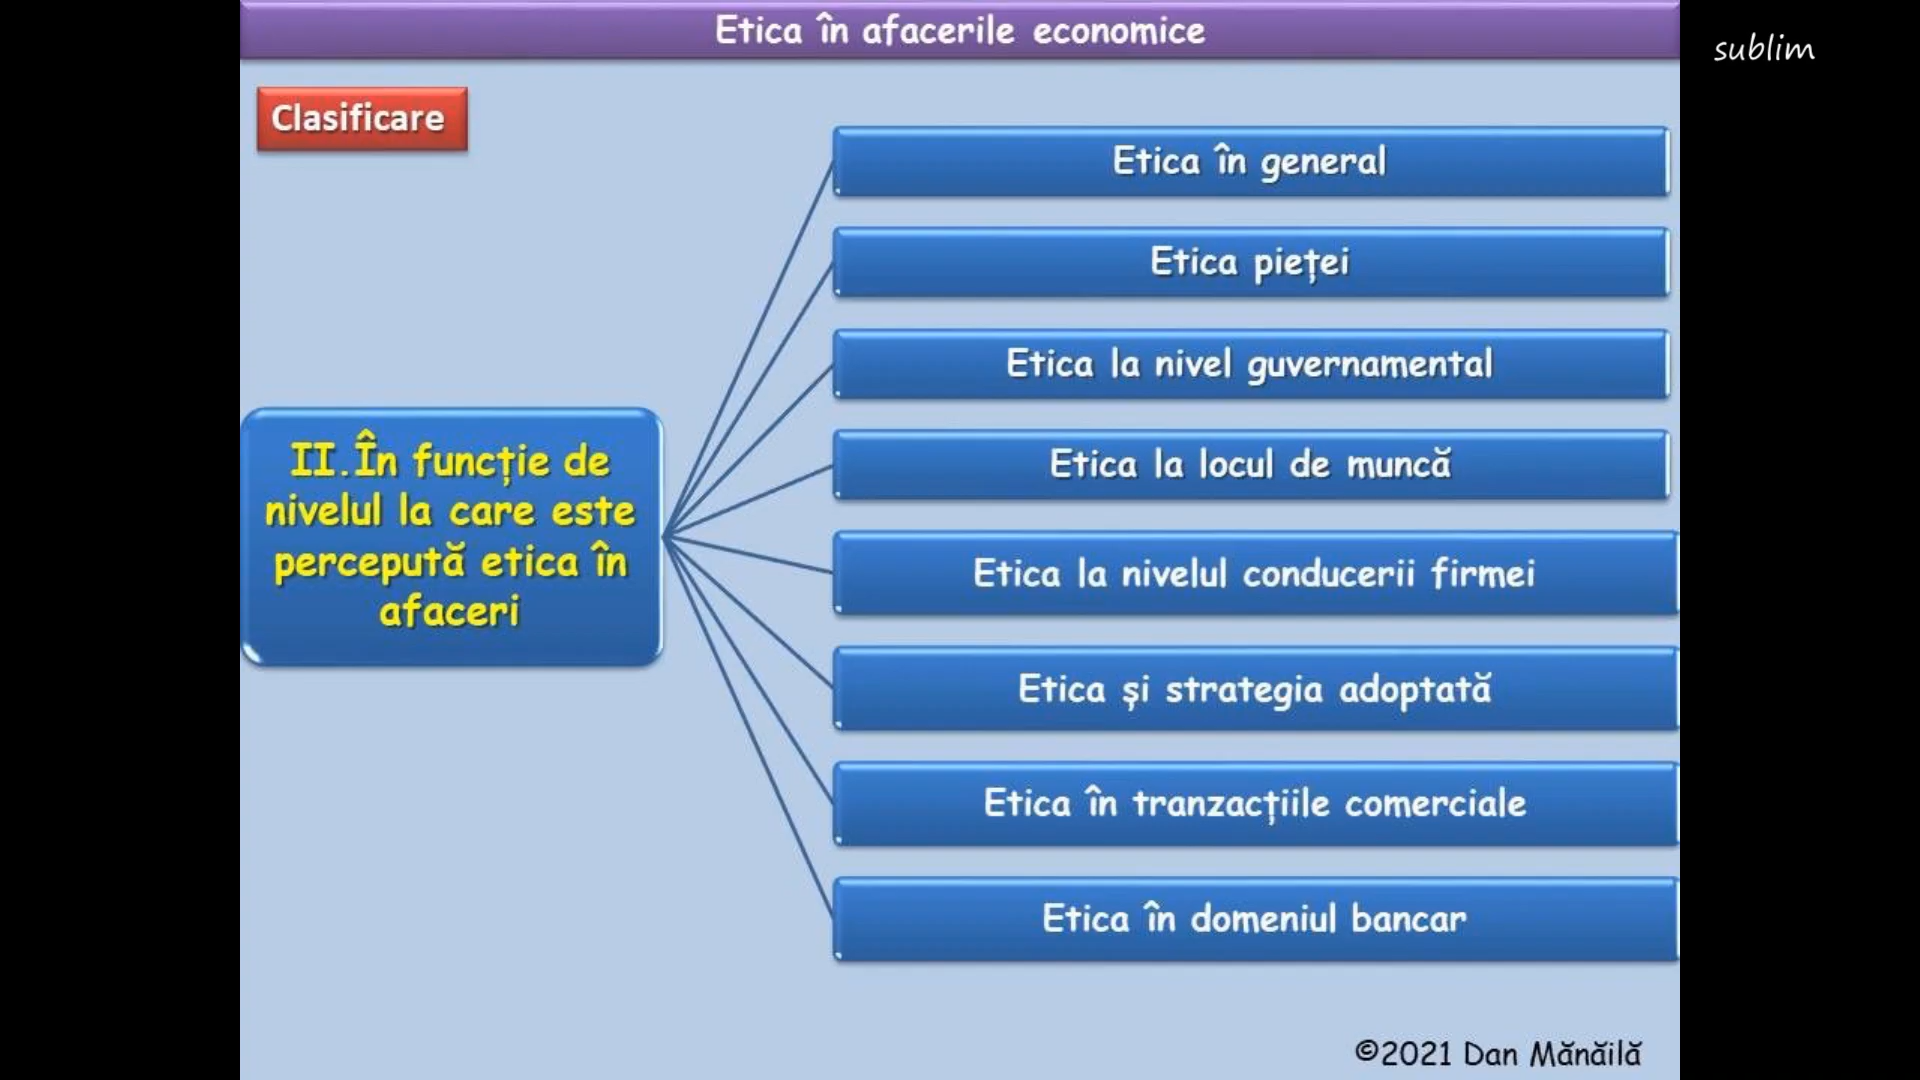 Etica în afacerile economice
sublim
Clasificare
II.În funcție de
nivelul la care este
percepută etica în
afaceri
Etica în general
Etica pieței
Etica la nivel guvernamental
Etica la locul de muncă
Etica la nivelul conducerii firmei
Etica și strategia adoptată
Etica în tranzacțiile comerciale
Etica în domeniul bancar
©2021 Dan Mănăilă